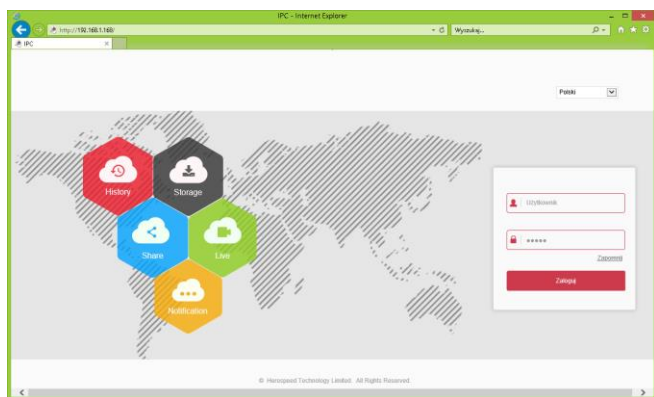 IPC - Internet Explorer
http://192.168.1.168/
Wyszukaj...
IPC
Polski
History
Storage
Share
Live
Notification
Użytkownik
Zapomnij
Zaloguj
© Herospeed Technology Limited. All Rights Reserved